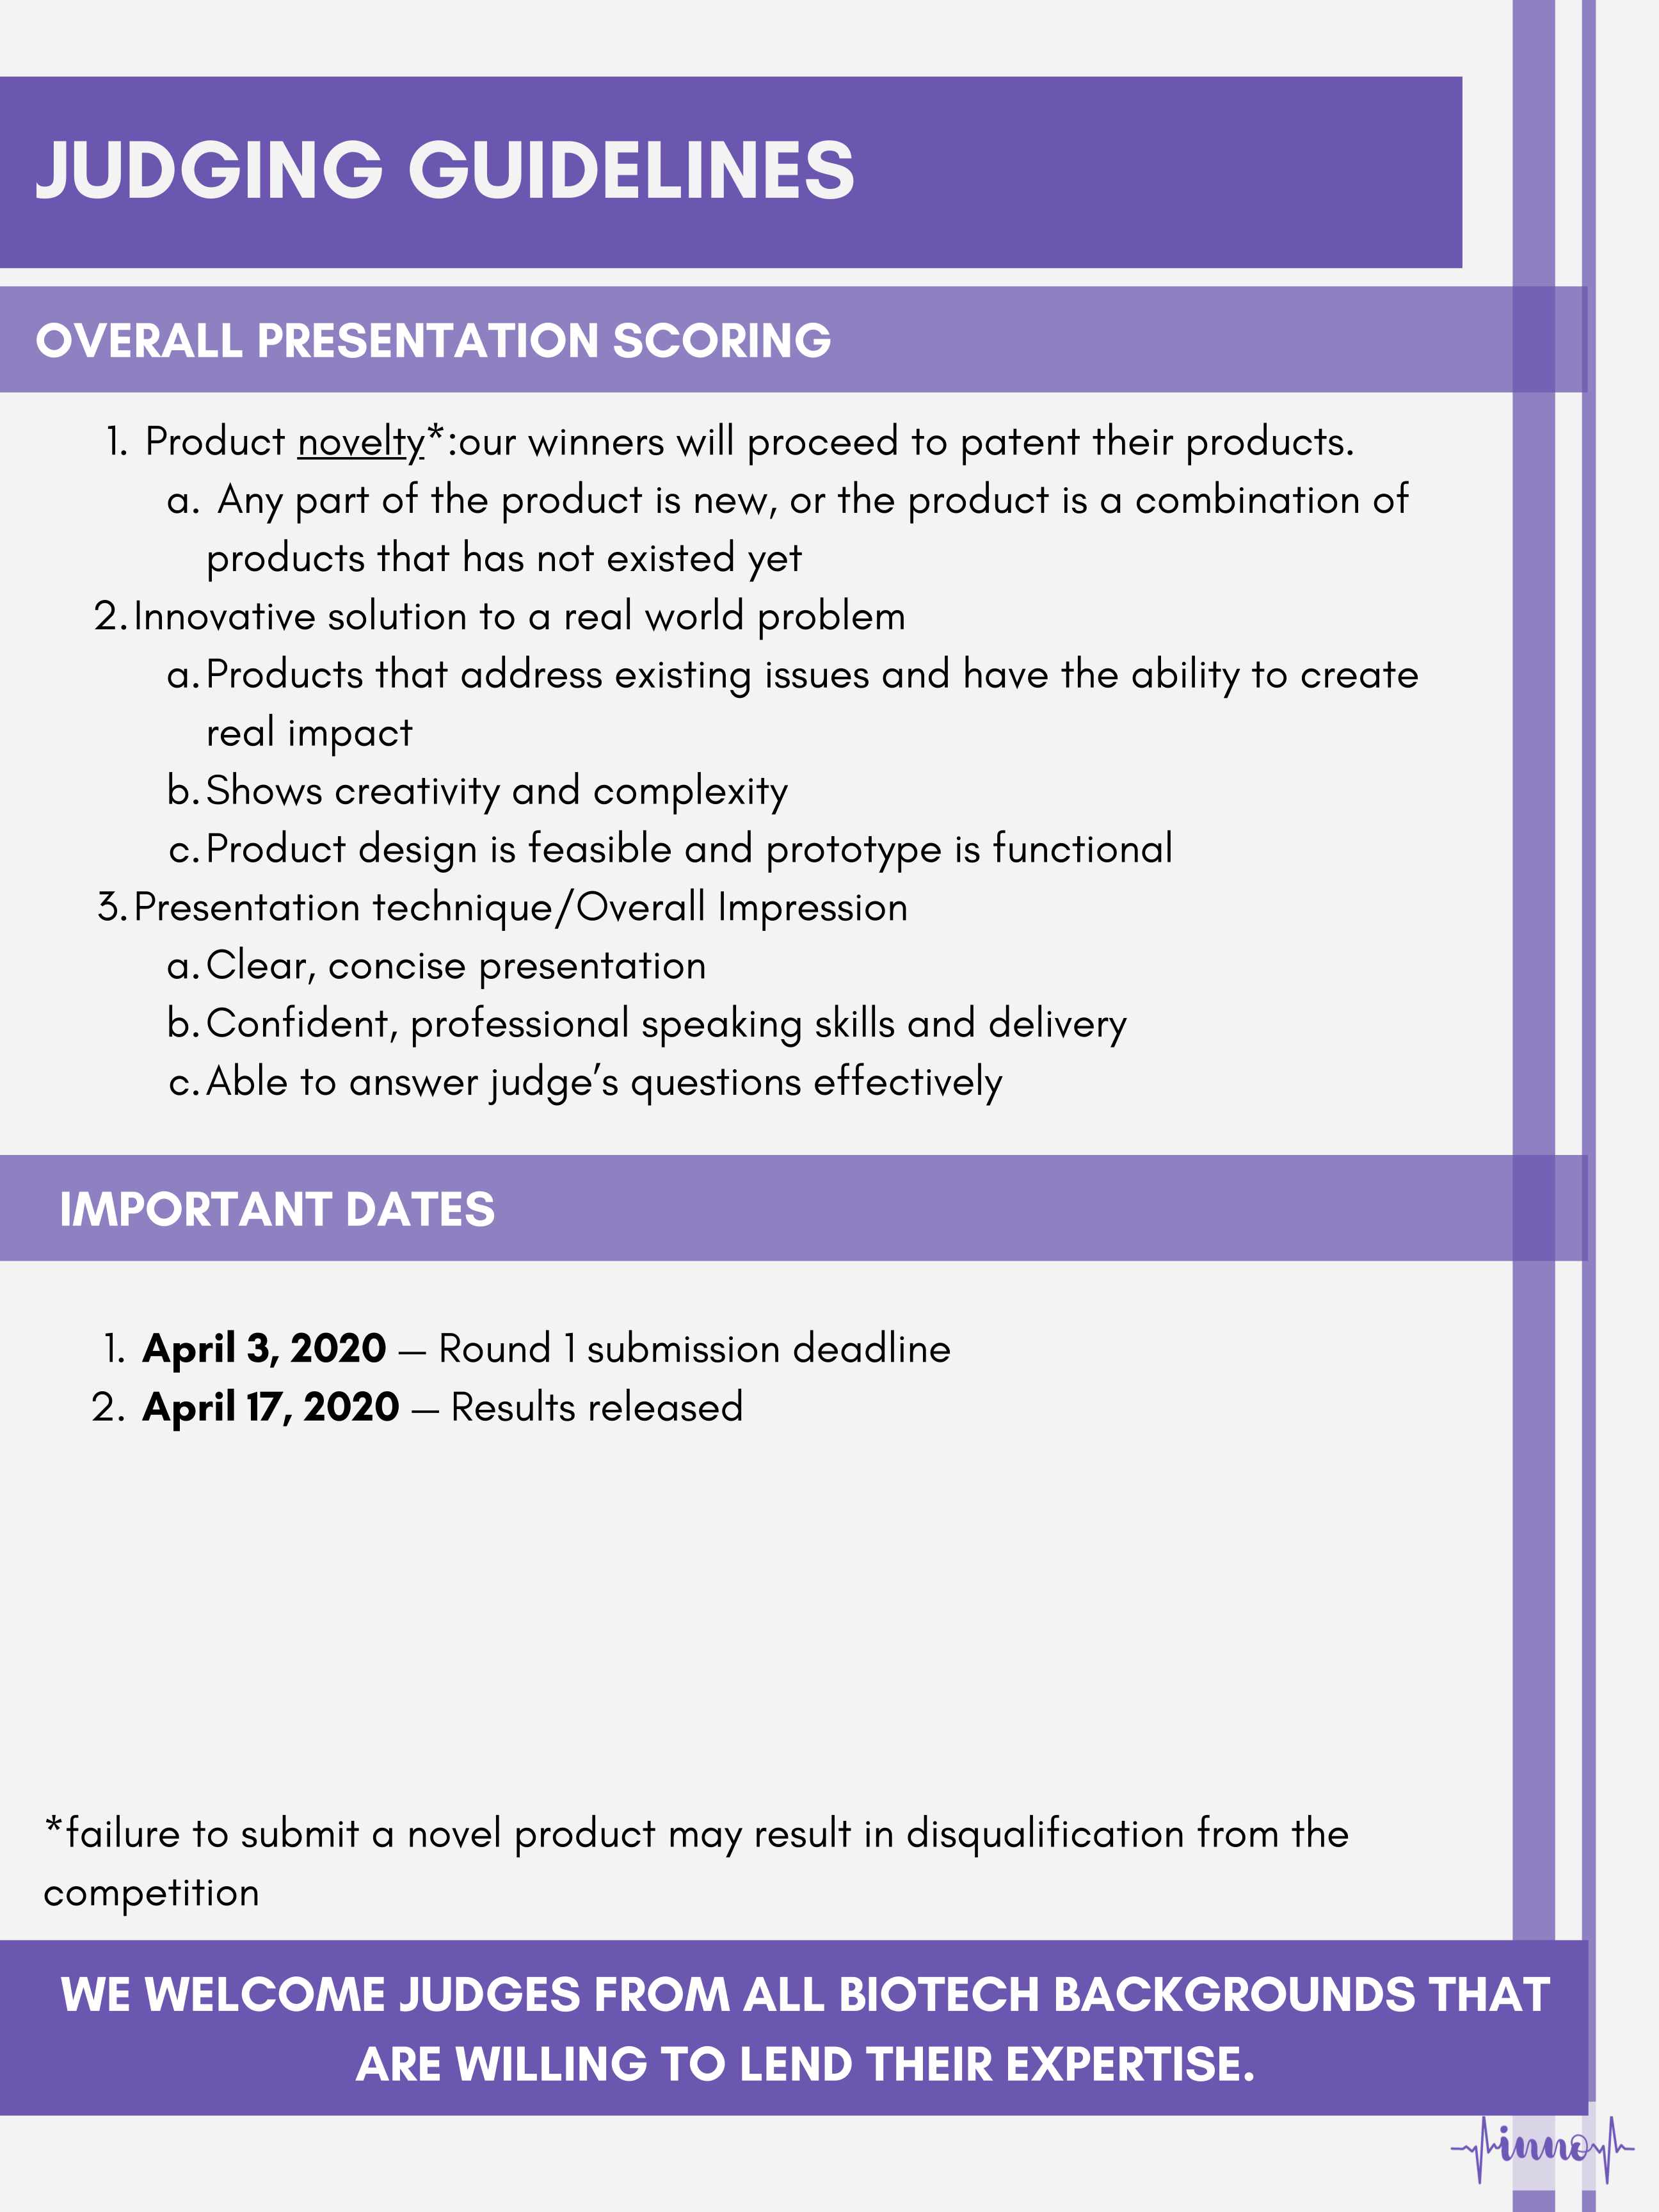 JUDGING GUIDELINES
OVERALL PRESENTATION SCORING
1. Product novelty*:our winners will proceed to patent their products.
a. Any part of the product is new, or the product is a combination of
products that has not existed yet
2. Innovative solution to a real world problem
a. Products that address existing issues and have the ability to create
real impact
b. Shows creativity and complexity
c. Product design is feasible and prototype is functional
3. Presentation technique/Overall Impression
a. Clear, concise presentation
b. Confident, professional speaking skills and delivery
c. Able to answer judge’s questions effectively
IMPORTANT DATES
1. April 3, 2020 — Round 1 submission deadline
2. April 17, 2020 — Results released
*failure to submit a novel product may result in disqualification from the
competition
WE WELCOME JUDGES FROM ALL BIOTECH BACKGROUNDS THAT
ARE WILLING TO LEND THEIR EXPERTISE.
inno